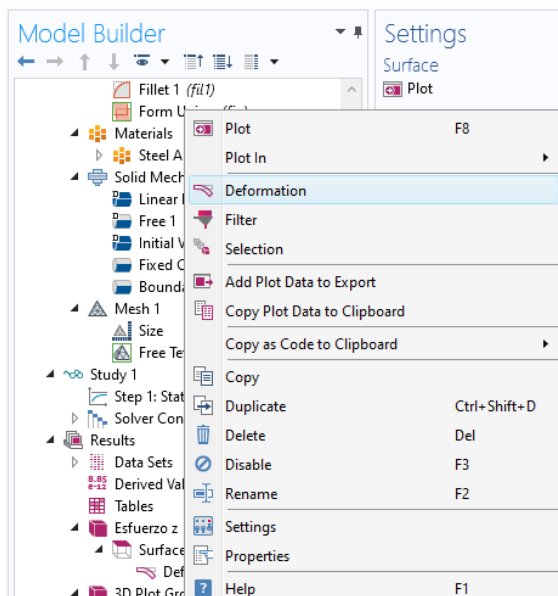 Model Builder
Settings
Surface
Plot
Fillet 1 (fil1)
Form
Materials
Steel A
Solid Mech
Linear
Free 1
Initial V
Fixed C
Bounda
Mesh 1
Size
Free Te
Study 1
Step 1: Stat
Solver Con
Results
Data Sets
8.85
e-12
Derived Val
Tables
Esfuerzo z
Surface
Def
3D Plot Gro
Plot F8
Plot In
Deformation
Filter
Selection
Add Plot Data to Export
Copy Plot Data to Clipboard
Copy as Code to Clipboard
Copy
Duplicate Ctrl+Shift+D
Delete Del
Disable F3
Rename F2
Settings
Properties
Help F1